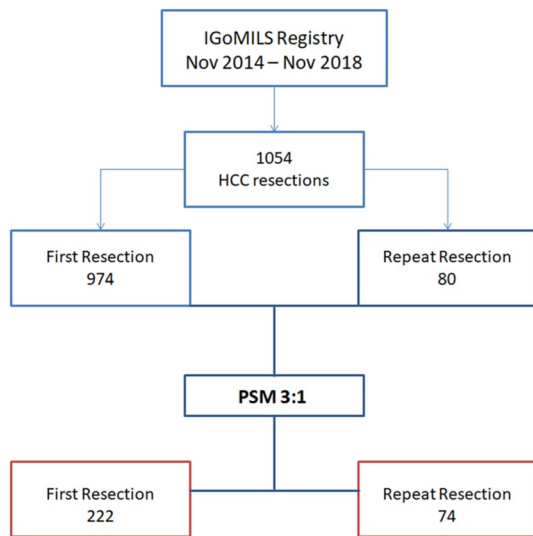 IGoMILS Registry
Nov 2014 – Nov 2018
1054
HCC resections
First Resection
974
Repeat Resection
80
PSM 3:1
First Resection
222
Repeat Resection
74